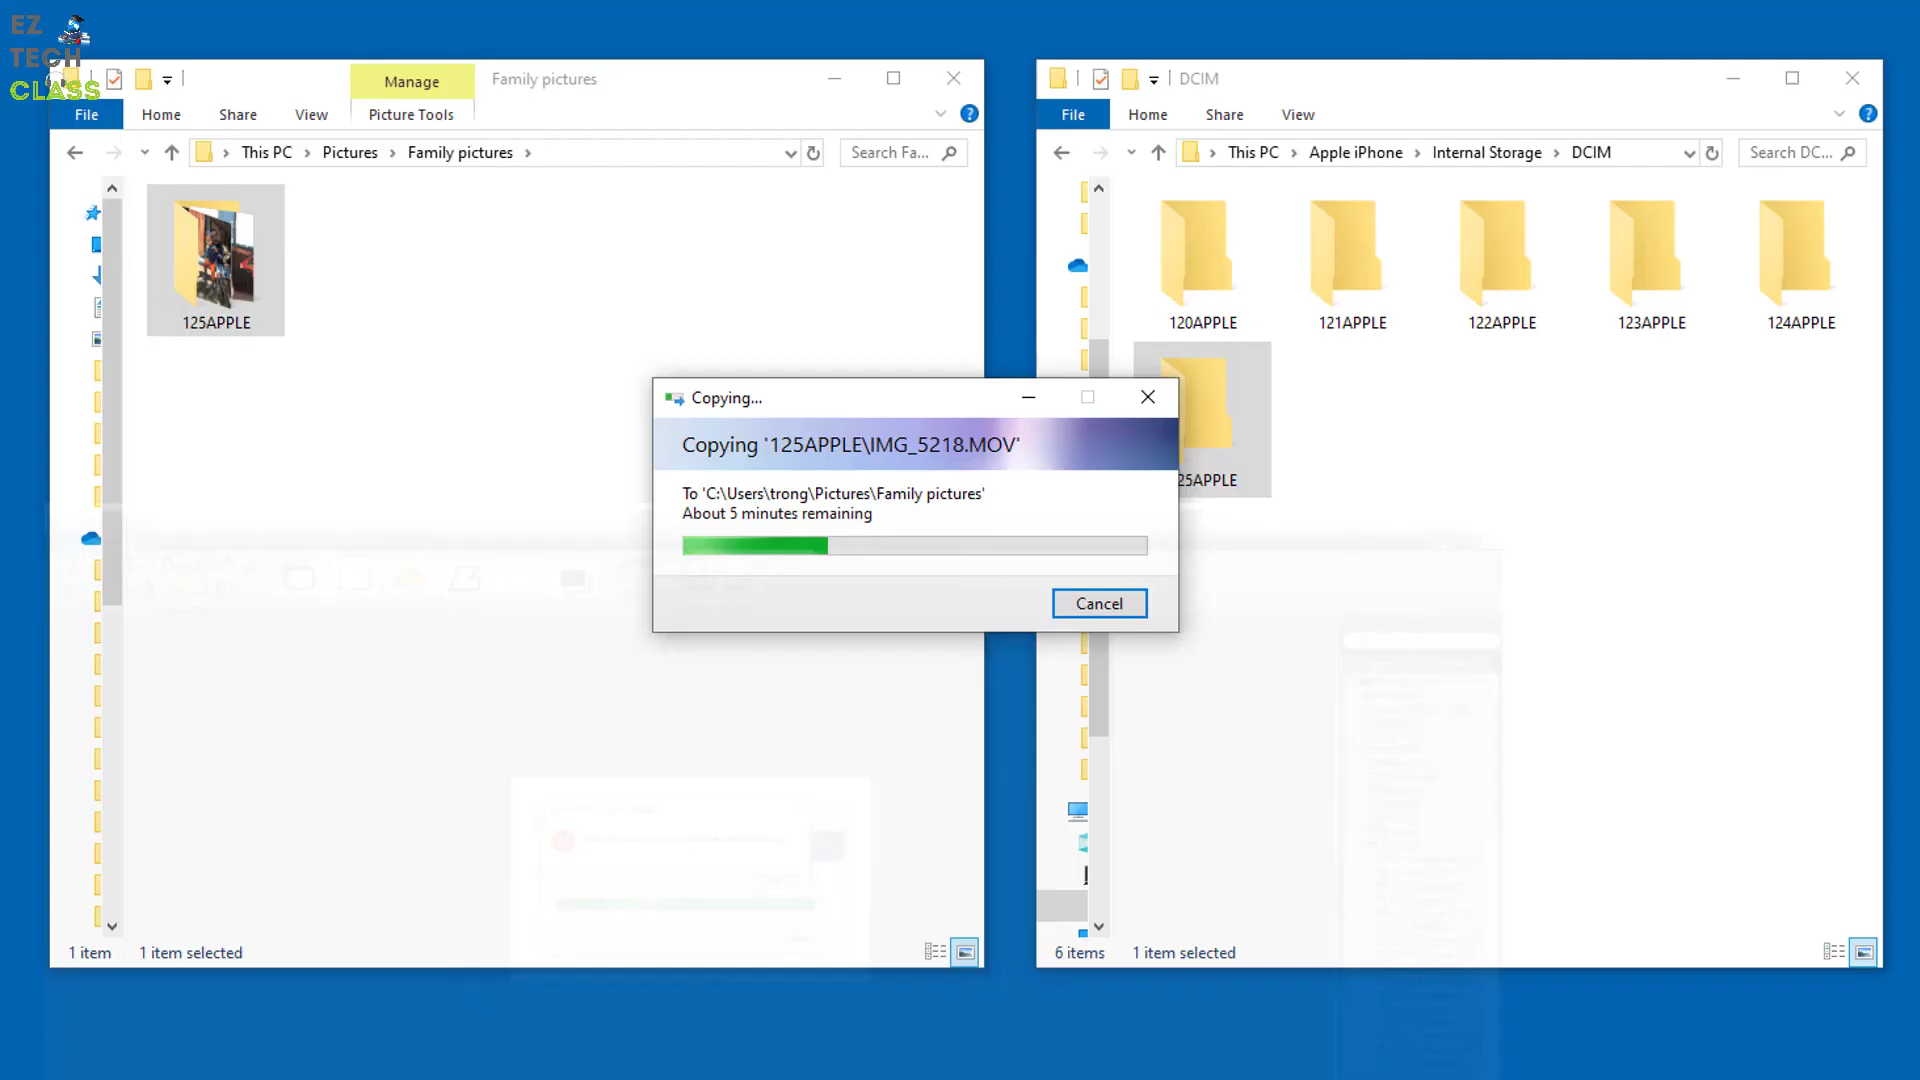 EZ
TECH
CLASS
Manage
Family pictures
File
Home
Share
View
Picture Tools
This PC
Pictures
Family pictures
Search Fa...
125APPLE
1 item
1 item selected
DCIM
File
Home
Share
View
This PC
Apple iPhone
Internal Storage
DCIM
Search DC...
120APPLE
121APPLE
122APPLE
123APPLE
124APPLE
25APPLE
6 items
1 item selected
Copying...
Copying '125APPLE\IMG_5218.MOV'
To 'C:\Users\trong\Pictures\Family pictures'
About 5 minutes remaining
Cancel